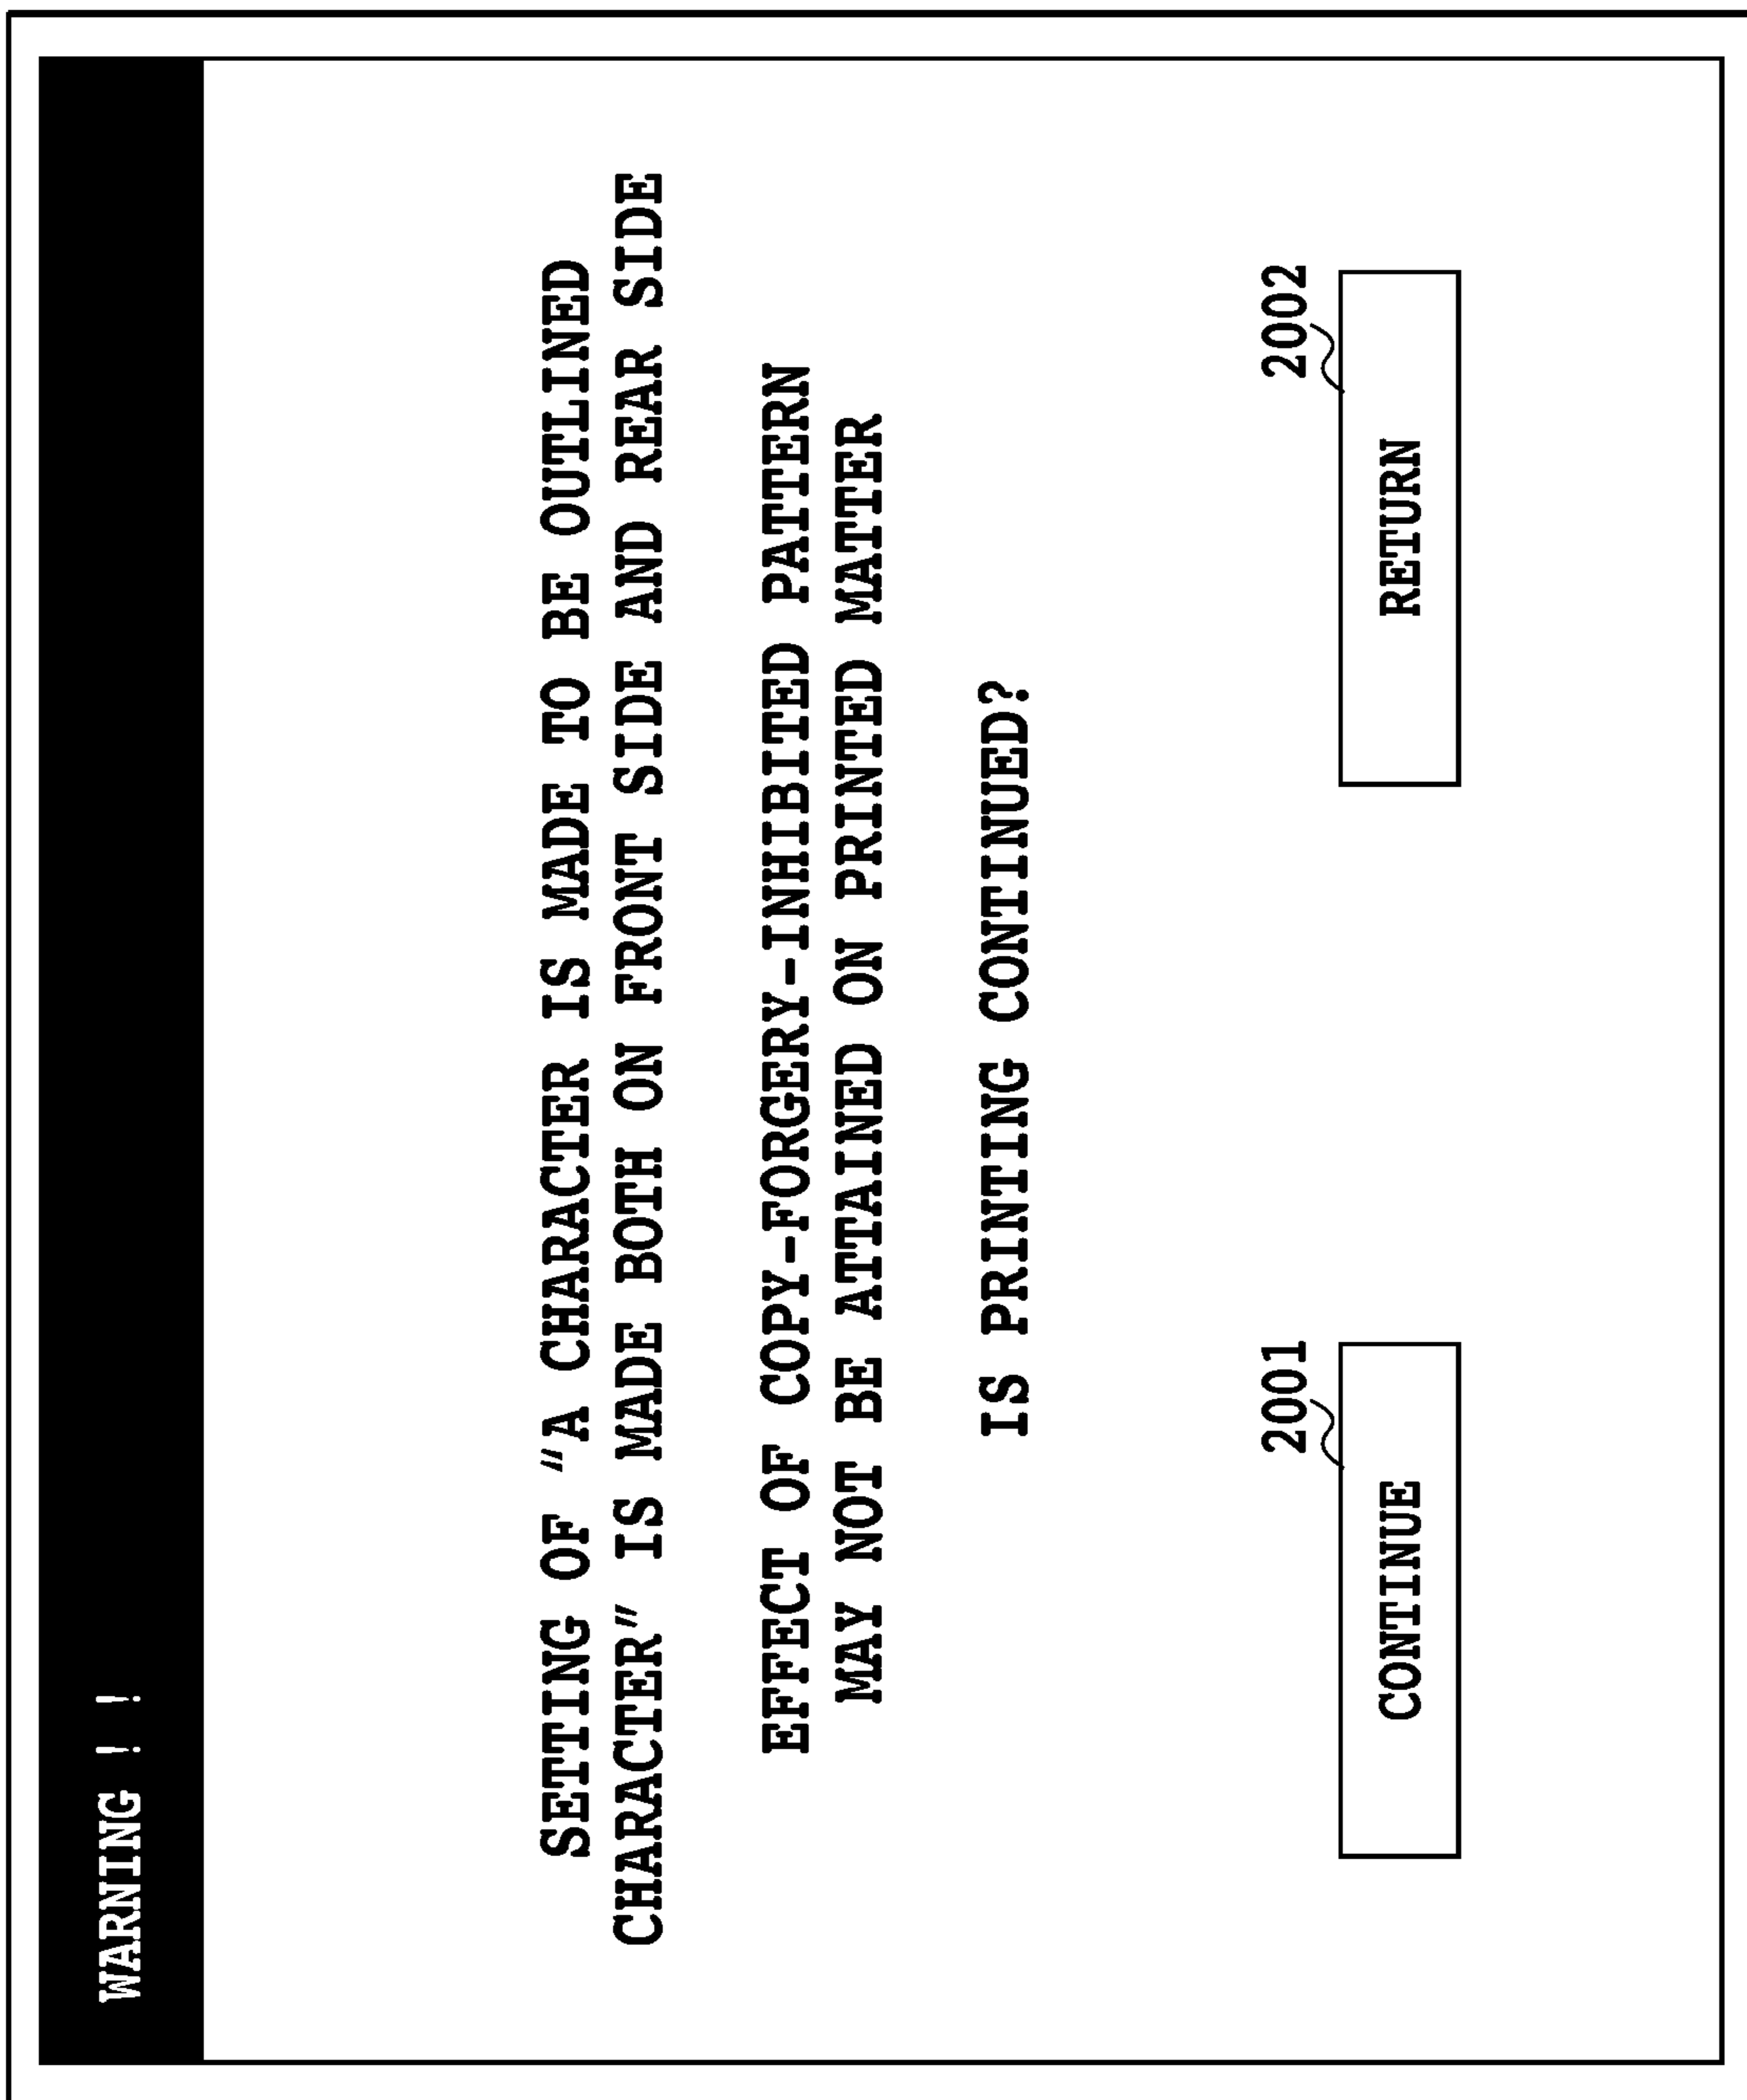 WARNING ! !
SETTING OF "A CHARACTER IS MADE TO BE OUTLINED
CHARACTER" IS MADE BOTH ON FRONT SIDE AND REAR SIDE
EFFECT OF COPY-FORGERY-INHIBITED PATTERN
MAY NOT BE ATTAINED ON PRINTED MATTER
IS PRINTING CONTINUED?
2001
2002
CONTINUE
RETURN